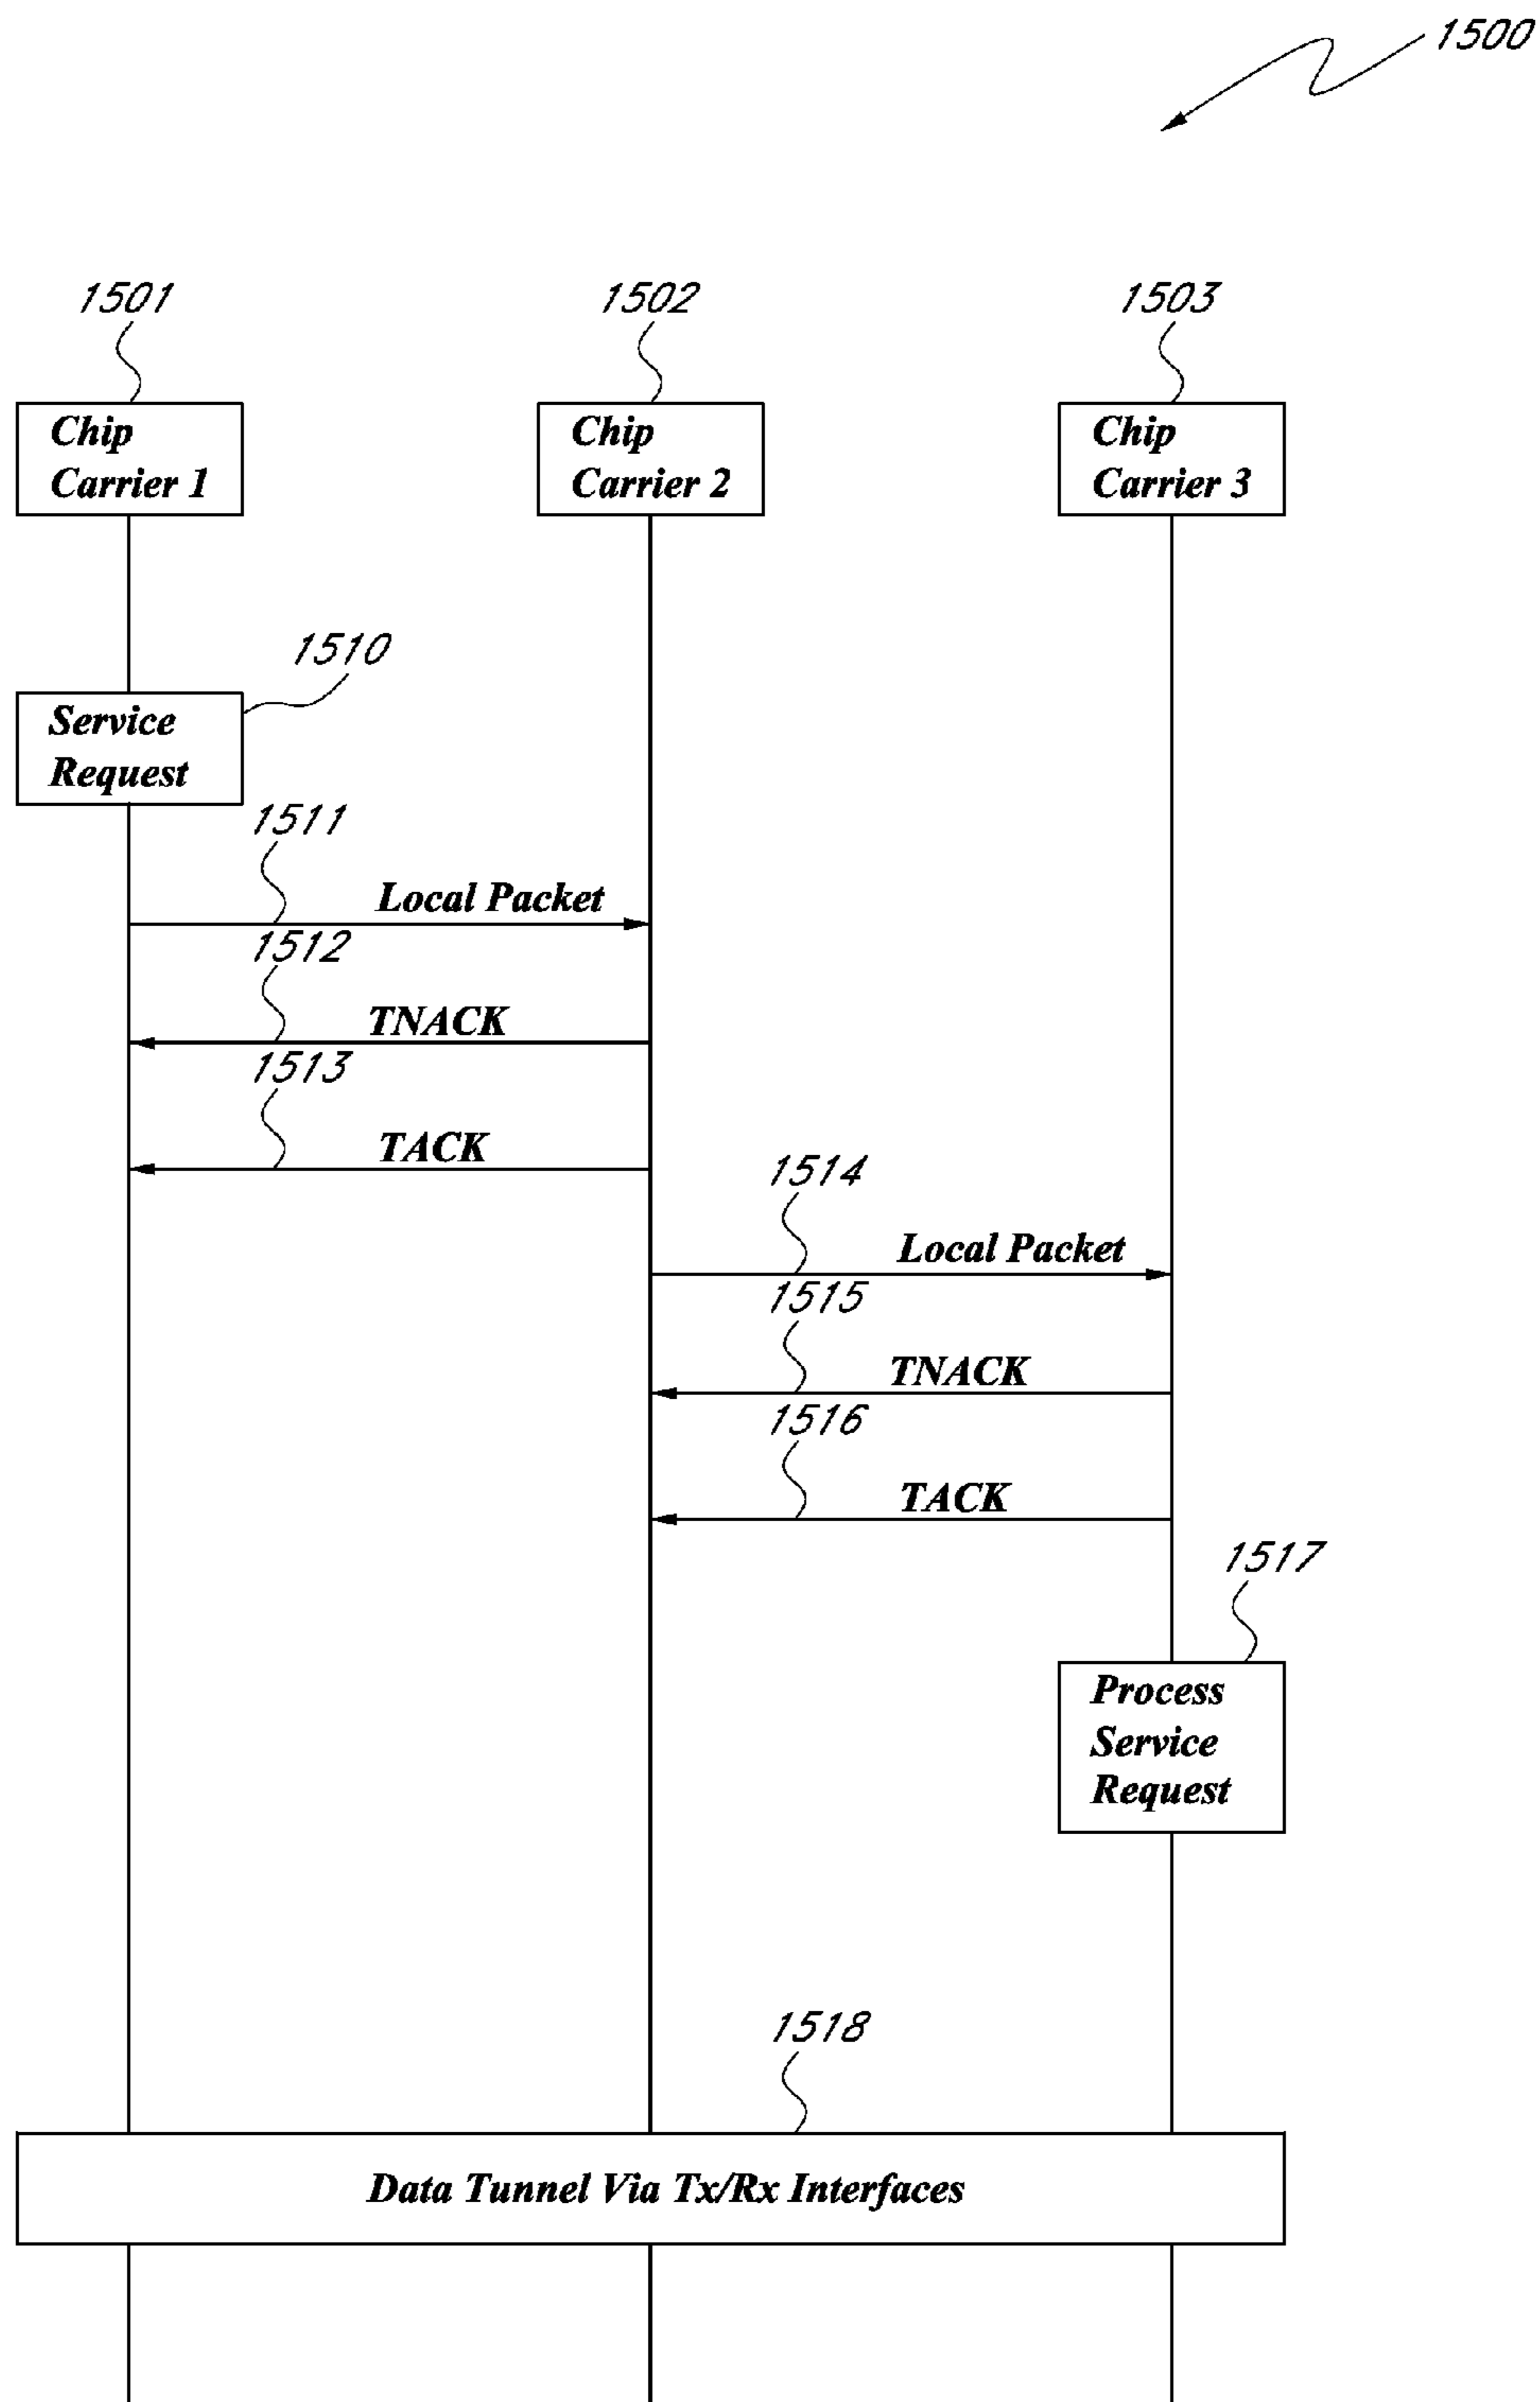 1500
1501
1502
1503
Chip
Carrier 1
Chip
Carrier 2
Chip
Carrier 3
1510
Service
Request
1511
Local Packet
1512
TNACK
1513
TACK
1514
Local Packet
1515
TNACK
1516
TACK
1517
Process
Service
Request
1518
Data Tunnel Via Tx/Rx Interfaces